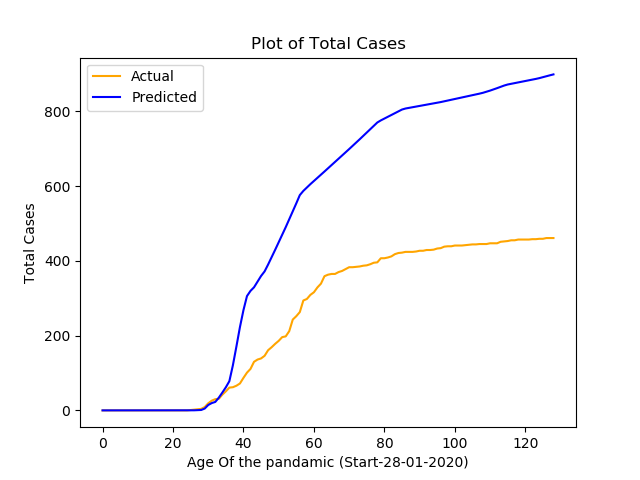 Plot of Total Cases
Actual
Predicted
800
600
400
200
0
Total Cases
0 20 40 60 80 100 120
Age Of the pandamic (Start-28-01-2020)